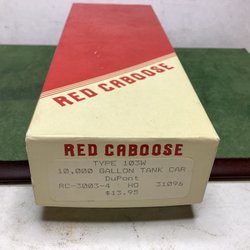 RED CABOOSE
RED CABOOSE
TYPE 103W
10,000 GALLON TANK CAR
DuPont
RC-3003-4 HO 31096
$13.95